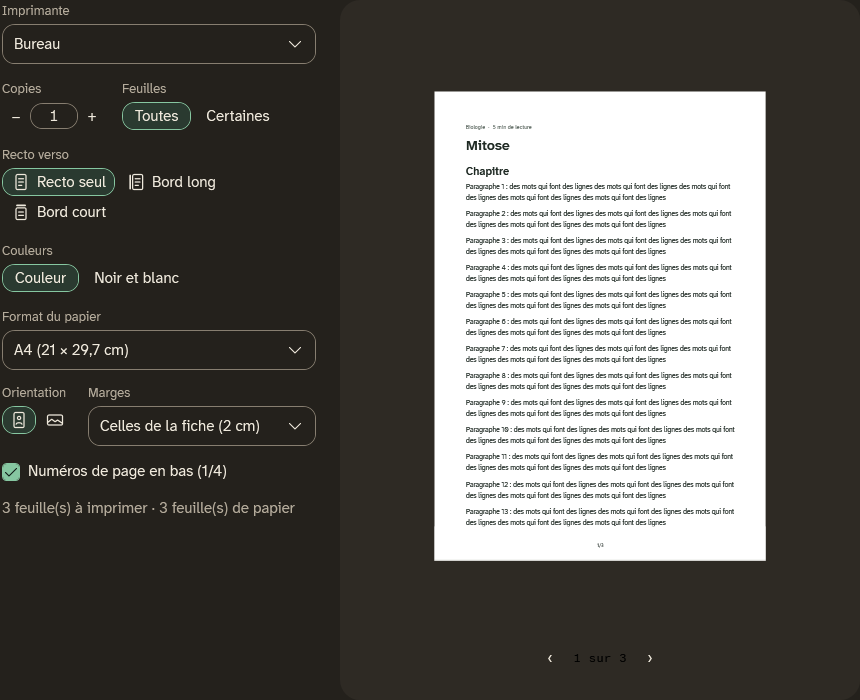 Imprimante
Bureau
Copies
Feuilles
– 1 +
Toutes
Certaines
Recto verso
Recto seul
Bord long
Bord court
Couleurs
Couleur
Noir et blanc
Format du papier
A4 (21 × 29,7 cm)
Orientation
Marges
Celles de la fiche (2 cm)
Numéros de page en bas (1/4)
3 feuille(s) à imprimer · 3 feuille(s) de papier
Biologie · 5 min de lecture
Mitose
Chapitre
Paragraphe 1 : des mots qui font des lignes des mots qui font des lignes des mots qui font
des lignes des mots qui font des lignes des mots qui font des lignes
Paragraphe 2 : des mots qui font des lignes des mots qui font des lignes des mots qui font
des lignes des mots qui font des lignes des mots qui font des lignes
Paragraphe 3 : des mots qui font des lignes des mots qui font des lignes des mots qui font
des lignes des mots qui font des lignes des mots qui font des lignes
Paragraphe 4 : des mots qui font des lignes des mots qui font des lignes des mots qui font
des lignes des mots qui font des lignes des mots qui font des lignes
Paragraphe 5 : des mots qui font des lignes des mots qui font des lignes des mots qui font
des lignes des mots qui font des lignes des mots qui font des lignes
Paragraphe 6 : des mots qui font des lignes des mots qui font des lignes des mots qui font
des lignes des mots qui font des lignes des mots qui font des lignes
Paragraphe 7 : des mots qui font des lignes des mots qui font des lignes des mots qui font
des lignes des mots qui font des lignes des mots qui font des lignes
Paragraphe 8 : des mots qui font des lignes des mots qui font des lignes des mots qui font
des lignes des mots qui font des lignes des mots qui font des lignes
Paragraphe 9 : des mots qui font des lignes des mots qui font des lignes des mots qui font
des lignes des mots qui font des lignes des mots qui font des lignes
Paragraphe 10 : des mots qui font des lignes des mots qui font des lignes des mots qui font
des lignes des mots qui font des lignes des mots qui font des lignes
Paragraphe 11 : des mots qui font des lignes des mots qui font des lignes des mots qui font
des lignes des mots qui font des lignes des mots qui font des lignes
Paragraphe 12 : des mots qui font des lignes des mots qui font des lignes des mots qui font
des lignes des mots qui font des lignes des mots qui font des lignes
Paragraphe 13 : des mots qui font des lignes des mots qui font des lignes des mots qui font
des lignes des mots qui font des lignes des mots qui font des lignes
1/3
‹ 1 sur 3 ›